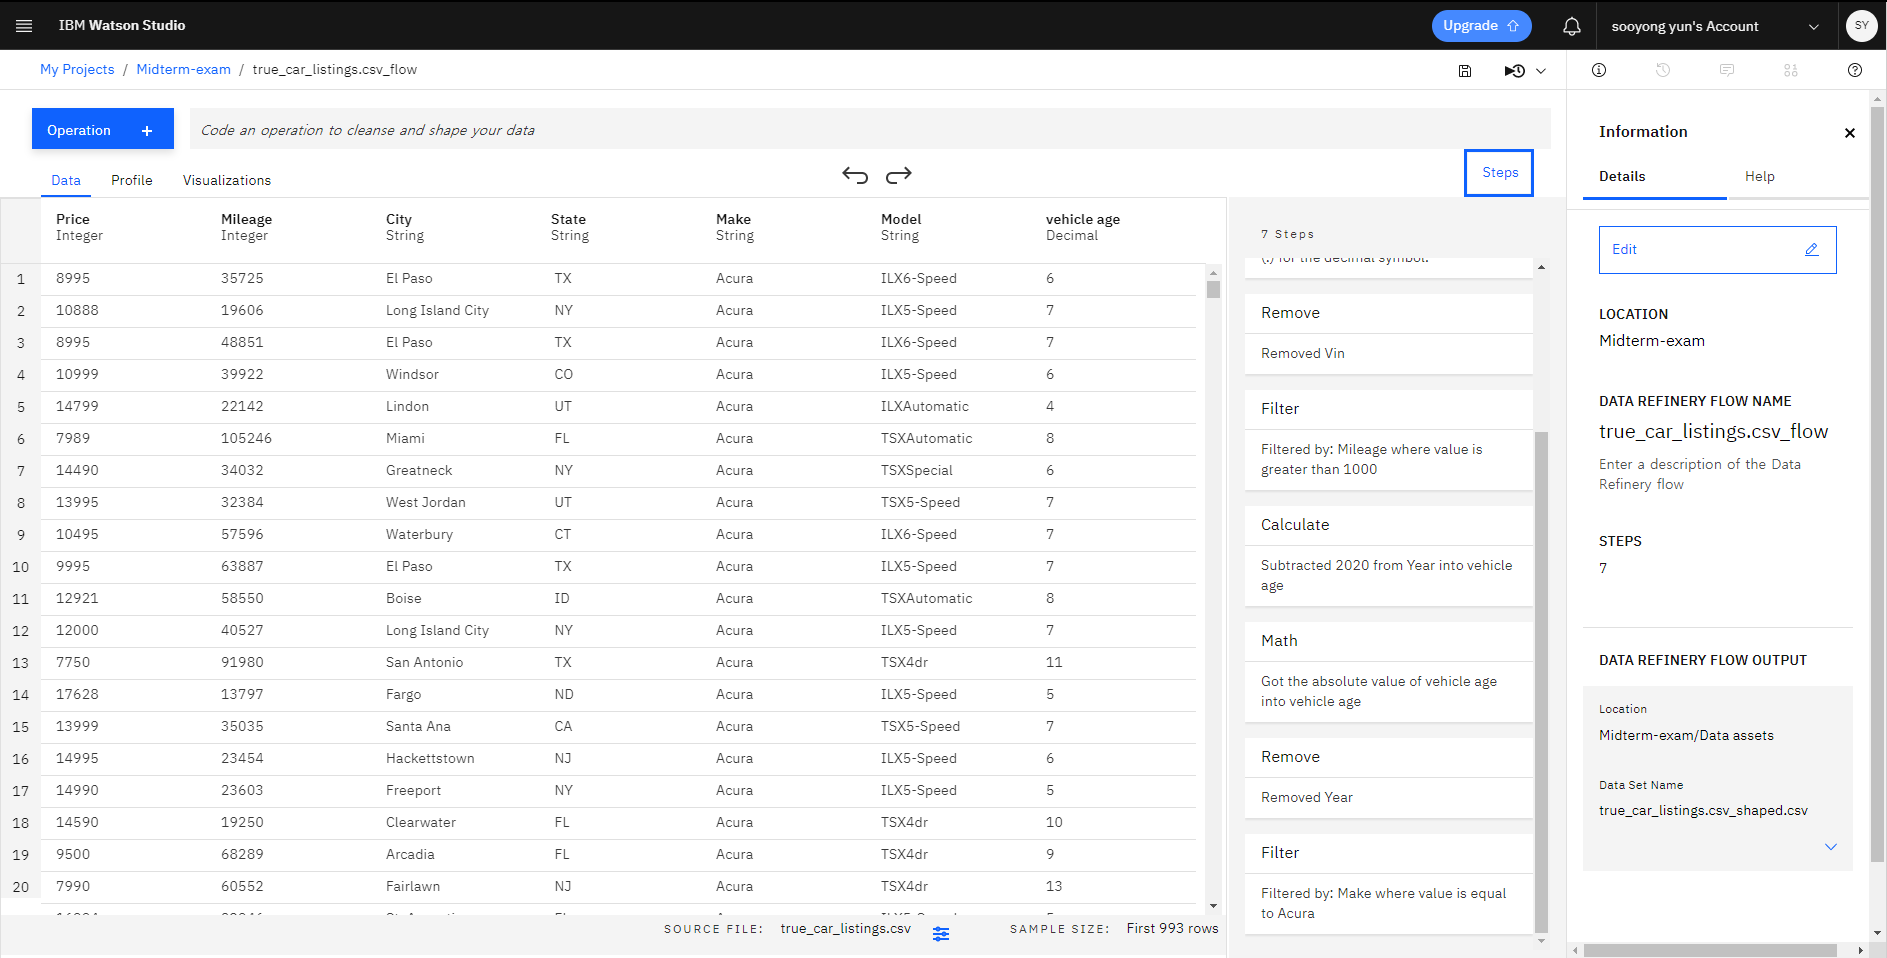 IBM Watson Studio
Upgrade
sooyong yun's Account
SY
My Projects / Midterm-exam / true_car_listings.csv_flow
Operation +
Code an operation to cleanse and shape your data
Data Profile Visualizations
Steps
Price Mileage City State Make Model vehicle age
Integer Integer String String String String Decimal
1 8995 35725 El Paso TX Acura ILX6-Speed 6
2 10888 19606 Long Island City NY Acura ILX5-Speed 7
3 8995 48851 El Paso TX Acura ILX6-Speed 7
4 10999 39922 Windsor CO Acura ILX5-Speed 6
5 14799 22142 Lindon UT Acura ILXAutomatic 4
6 7989 105246 Miami FL Acura TSXAutomatic 8
7 14490 34032 Greatneck NY Acura TSXSpecial 6
8 13995 32384 West Jordan UT Acura TSX5-Speed 7
9 10495 57596 Waterbury CT Acura ILX6-Speed 7
10 9995 63887 El Paso TX Acura ILX5-Speed 7
11 12921 58550 Boise ID Acura TSXAutomatic 8
12 12000 40527 Long Island City NY Acura ILX5-Speed 7
13 7750 91980 San Antonio TX Acura TSX4dr 11
14 17628 13797 Fargo ND Acura ILX5-Speed 5
15 13999 35035 Santa Ana CA Acura TSX5-Speed 7
16 14995 23454 Hackettstown NJ Acura ILX5-Speed 6
17 14990 23603 Freeport NY Acura ILX5-Speed 5
18 14590 19250 Clearwater FL Acura TSX4dr 10
19 9500 68289 Arcadia FL Acura TSX4dr 9
20 7990 60552 Fairlawn NJ Acura TSX4dr 13
SOURCE FILE: true_car_listings.csv
SAMPLE SIZE: First 993 rows
7 Steps
(.) for the decimal symbol.
Remove
Removed Vin
Filter
Filtered by: Mileage where value is
greater than 1000
Calculate
Subtracted 2020 from Year into vehicle
age
Math
Got the absolute value of vehicle age
into vehicle age
Remove
Removed Year
Filter
Filtered by: Make where value is equal
to Acura
Information
Details Help
Edit
LOCATION
Midterm-exam
DATA REFINERY FLOW NAME
true_car_listings.csv_flow
Enter a description of the Data
Refinery flow
STEPS
7
DATA REFINERY FLOW OUTPUT
Location
Midterm-exam/Data assets
Data Set Name
true_car_listings.csv_shaped.csv